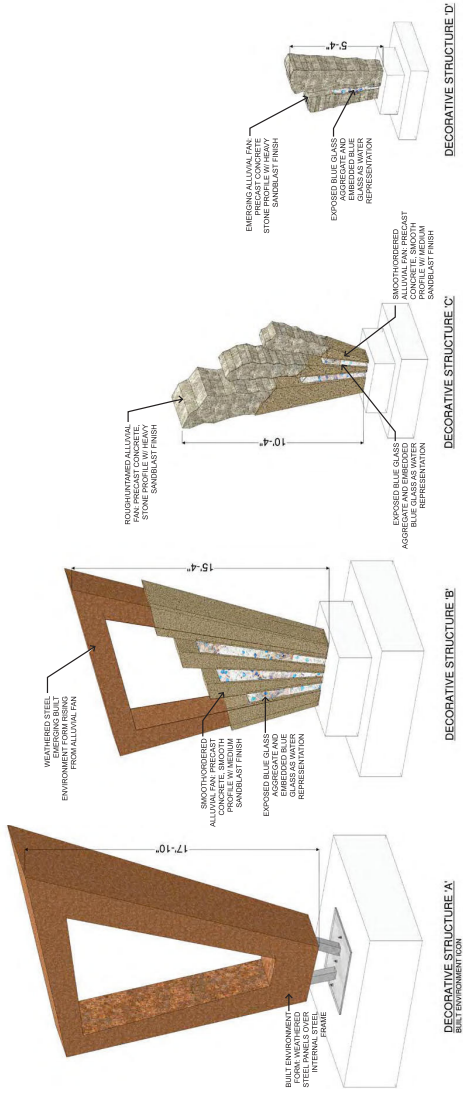 17'-10"
BUILT ENVIRONMENT
FORM: WEATHERED
STEEL PANELS OVER
INTERNAL STEEL
FRAME
DECORATIVE STRUCTURE 'A'
BUILT ENVIRONMENT ICON
WEATHERED STEEL
EMERGING BUILT
ENVIRONMENT FORM RISING
FROM ALLUVIAL FAN
15'-4"
SMOOTH/ORDERED
ALLUVIAL FAN: PRECAST
CONCRETE, SMOOTH
PROFILE W/ MEDIUM
SANDBLAST FINISH
EXPOSED BLUE GLASS
AGGREGATE AND
EMBEDDED BLUE
GLASS AS WATER
REPRESENTATION
DECORATIVE STRUCTURE 'B'
ROUGH/UNTAMED ALLUVIAL
FAN: PRECAST CONCRETE,
STONE PROFILE W/ HEAVY
SANDBLAST FINISH
10'-4"
EXPOSED BLUE GLASS
AGGREGATE AND EMBEDDED
BLUE GLASS AS WATER
REPRESENTATION
SMOOTH/ORDERED
ALLUVIAL FAN: PRECAST
CONCRETE, SMOOTH
PROFILE W/ MEDIUM
SANDBLAST FINISH
DECORATIVE STRUCTURE 'C'
EMERGING ALLUVIAL FAN:
PRECAST CONCRETE
STONE PROFILE W/ HEAVY
SANDBLAST FINISH
5'-4"
EXPOSED BLUE GLASS
AGGREGATE AND
EMBEDDED BLUE
GLASS AS WATER
REPRESENTATION
DECORATIVE STRUCTURE 'D'